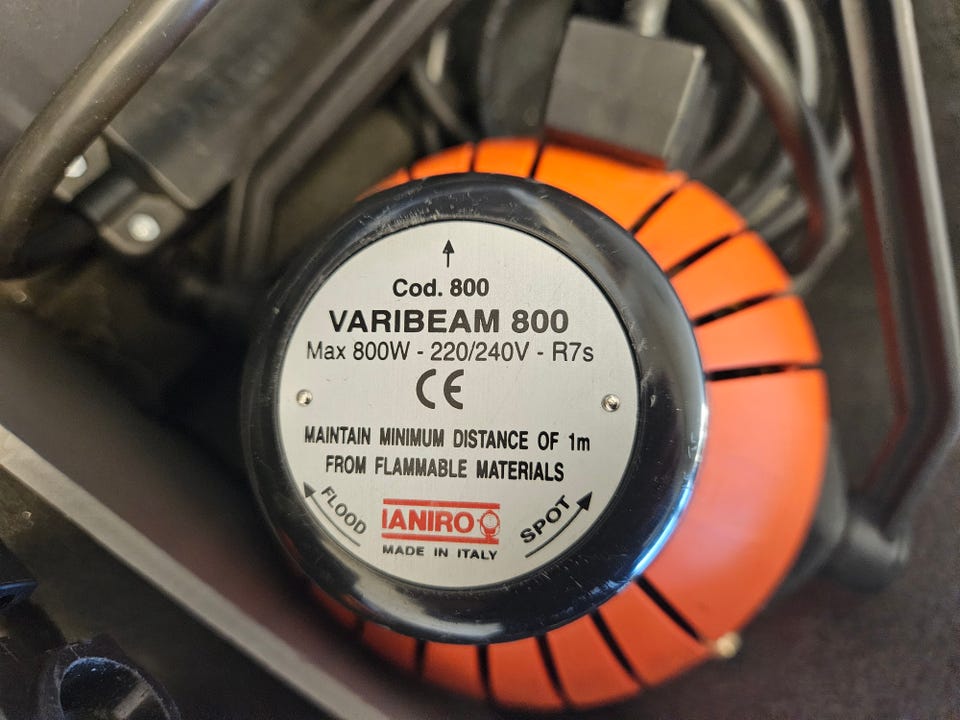 Cod. 800
VARIBEAM 800
Max 800W - 220/240V - R7s
CE
MAINTAIN MINIMUM DISTANCE OF 1m
FROM FLAMMABLE MATERIALS
FLOOD
IANIRO
SPOT
MADE IN ITALY